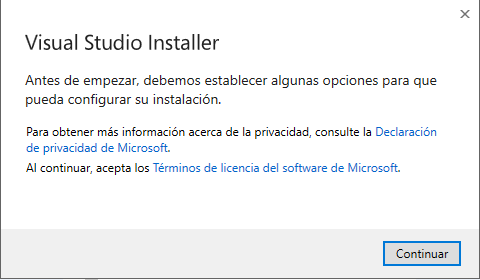 Visual Studio Installer
Antes de empezar, debemos establecer algunas opciones para que
pueda configurar su instalación.
Para obtener más información acerca de la privacidad, consulte la Declaración
de privacidad de Microsoft.
Al continuar, acepta los Términos de licencia del software de Microsoft.
Continuar